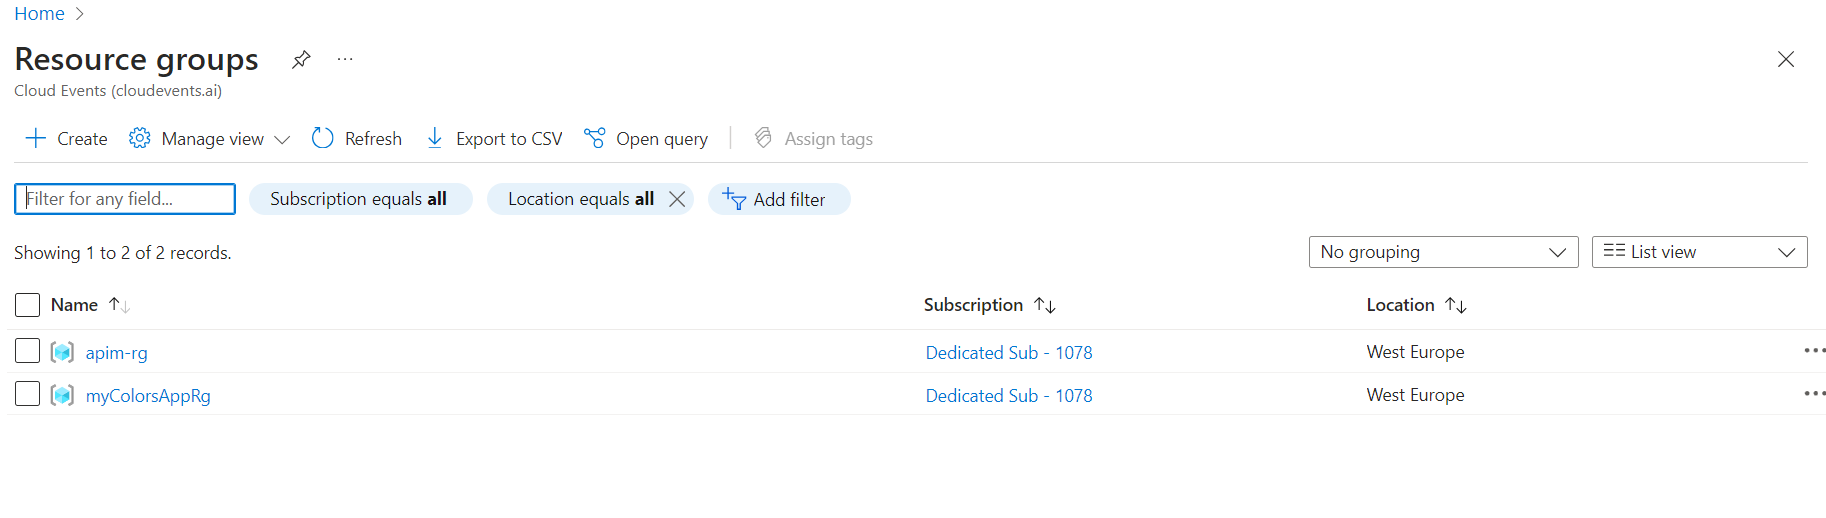 Home
Resource groups
Cloud Events (cloudevents.ai)
Create Manage view Refresh Export to CSV Open query Assign tags
Filter for any field... Subscription equals all Location equals all Add filter
Showing 1 to 2 of 2 records. No grouping List view
Name Subscription Location
apim-rg Dedicated Sub - 1078 West Europe
myColorsAppRg Dedicated Sub - 1078 West Europe